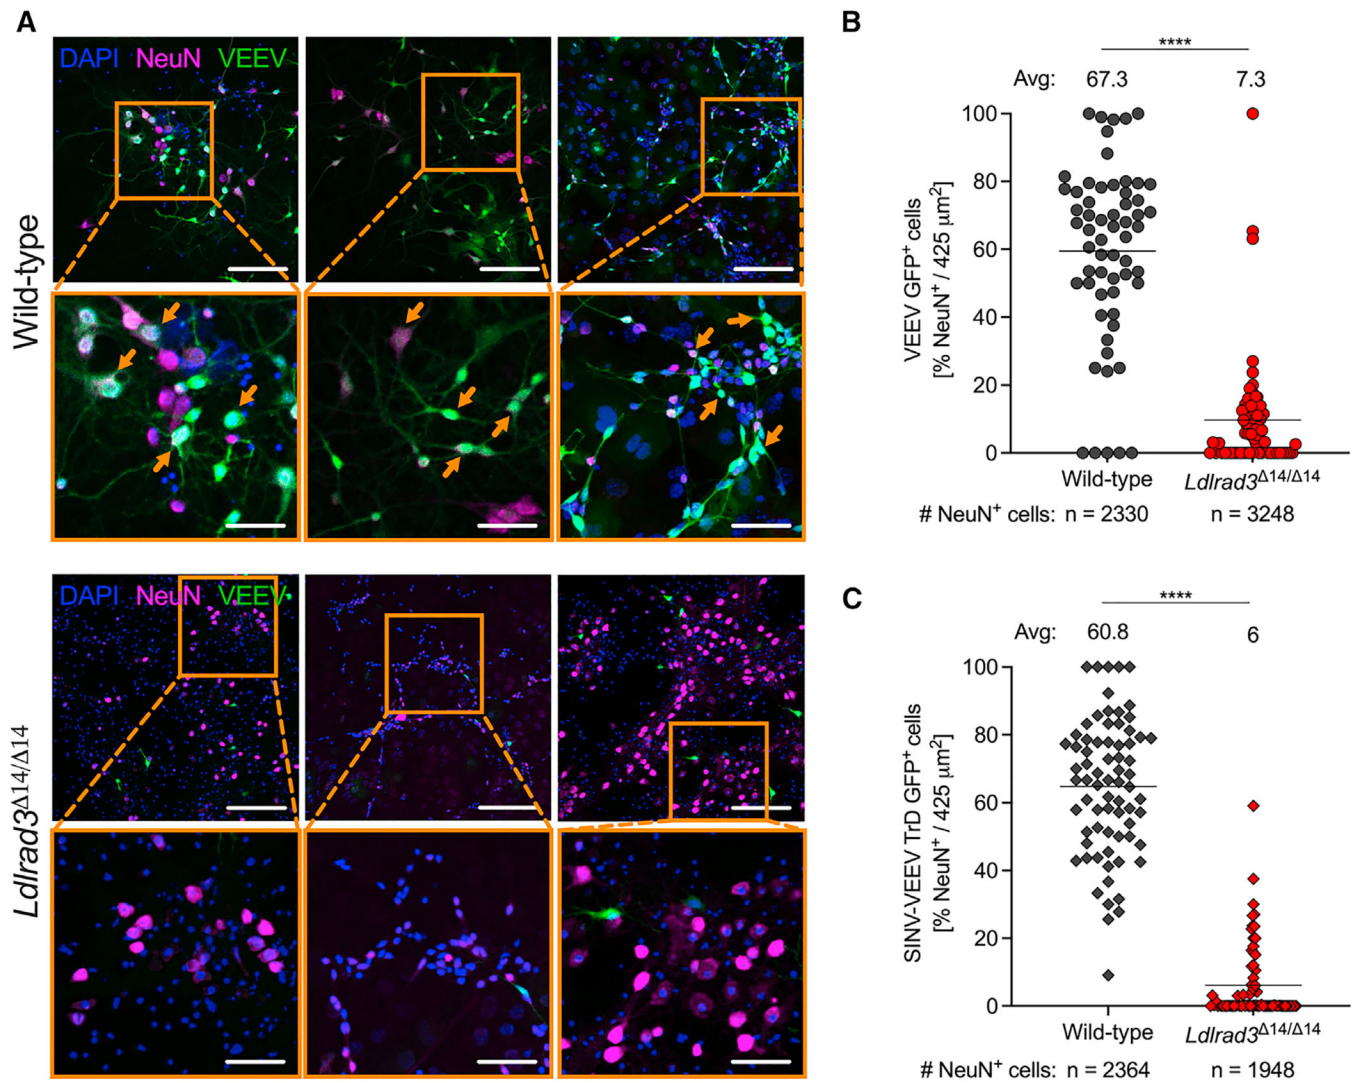 A
Wild-type
DAPI NeuN VEEV
Ldlrad3Δ14/Δ14
DAPI NeuN VEEV
B
****
Avg: 67.3 7.3
VEEV GFP+ cells
[% NeuN+ / 425 μm2]
100
80
60
40
20
0
Wild-type Ldlrad3Δ14/Δ14
# NeuN+ cells: n = 2330 n = 3248
C
****
Avg: 60.8 6
SINV-VEEV TrD GFP+ cells
[% NeuN+ / 425 μm2]
100
80
60
40
20
0
Wild-type Ldlrad3Δ14/Δ14
# NeuN+ cells: n = 2364 n = 1948